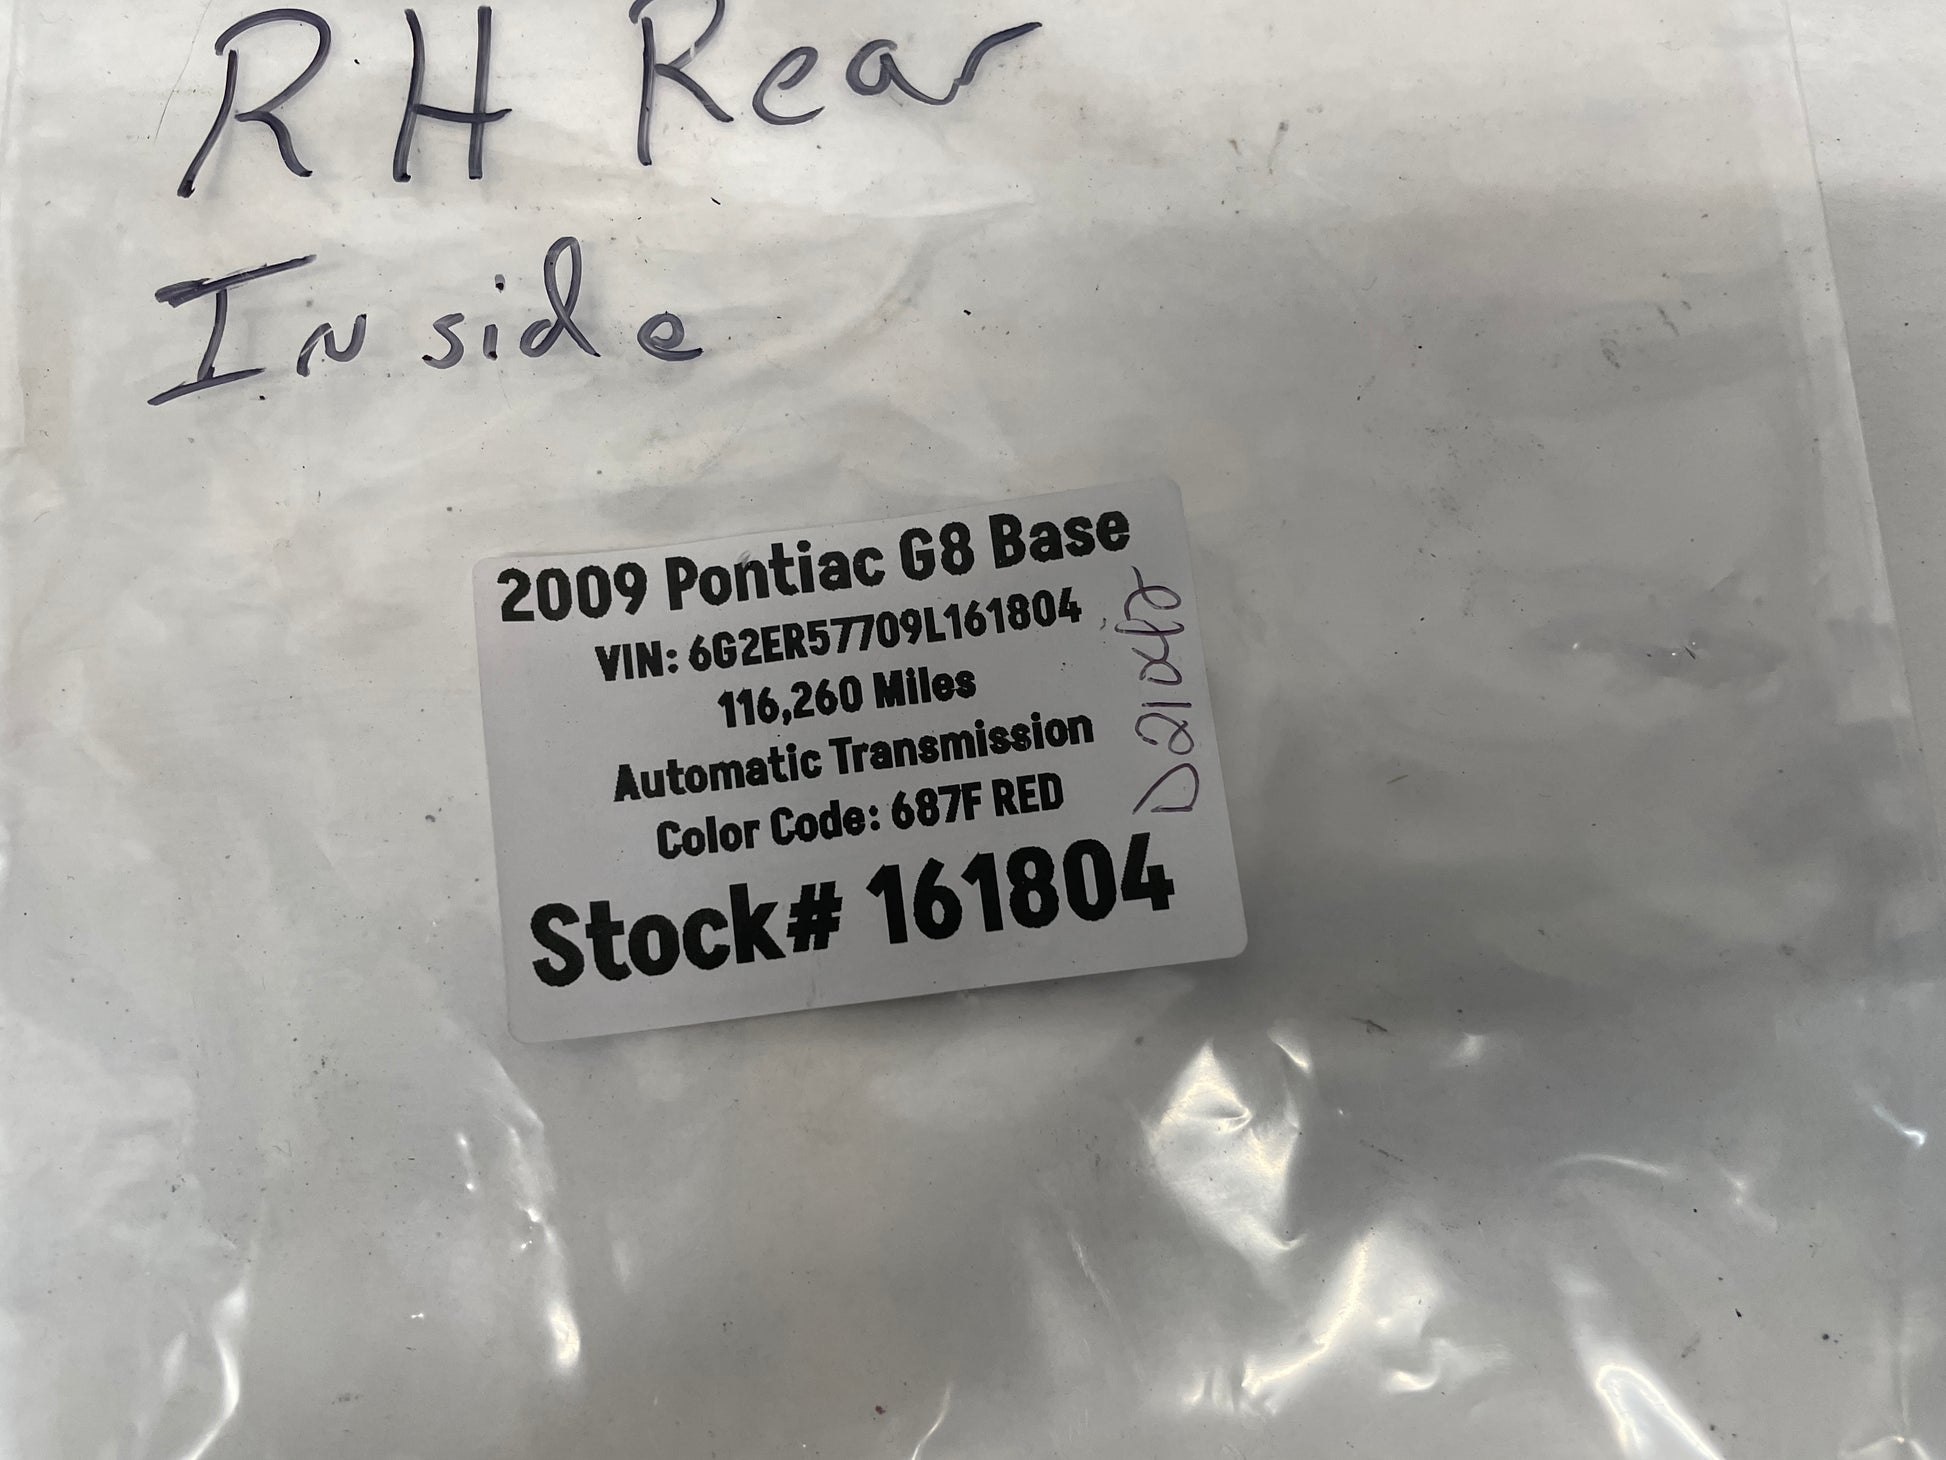 RH Rear
Inside
2009 Pontiac G8 Base
VIN: 6G2ER57709L161804
116,260 Miles
Automatic Transmission
Color Code: 687F RED
Stock# 161804